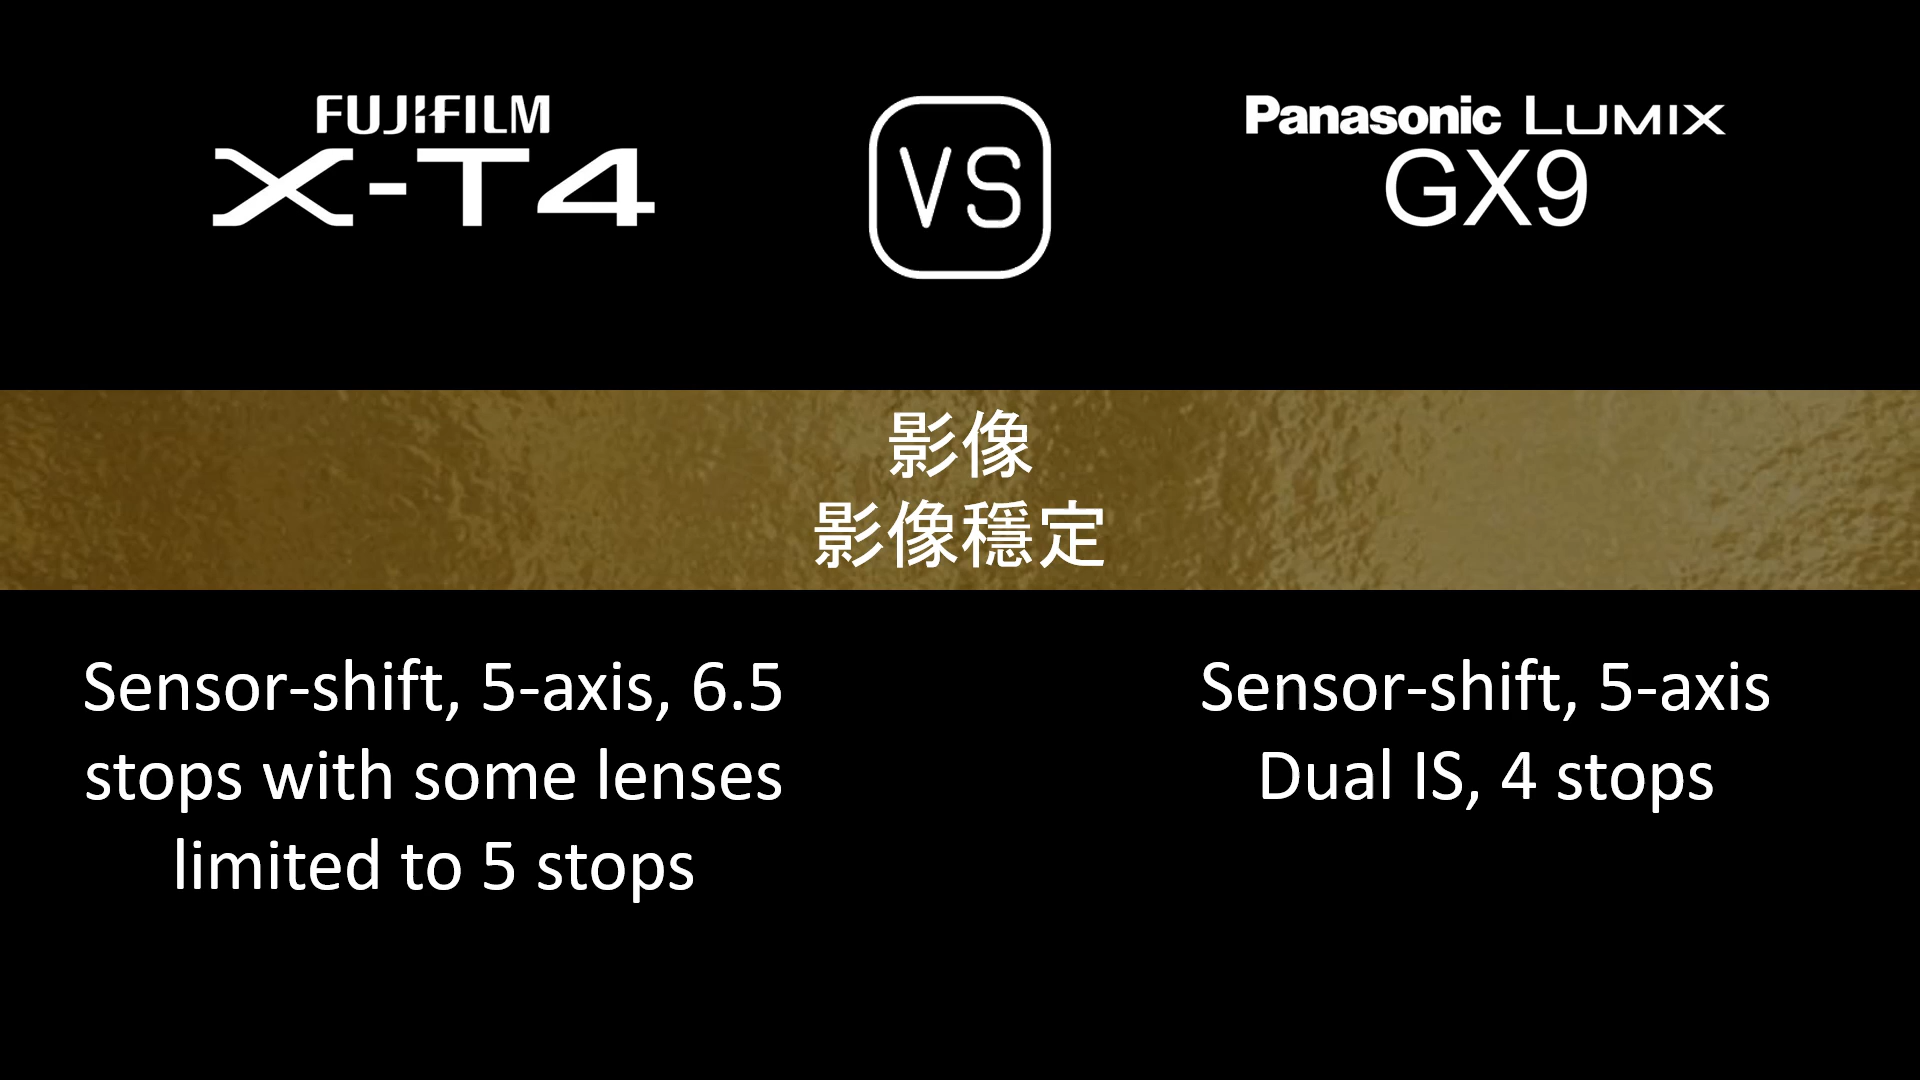 FUJIFILM
X-T4
VS
Panasonic LUMIX
GX9
影像
影像穩定
Sensor-shift, 5-axis, 6.5
stops with some lenses
limited to 5 stops
Sensor-shift, 5-axis
Dual IS, 4 stops